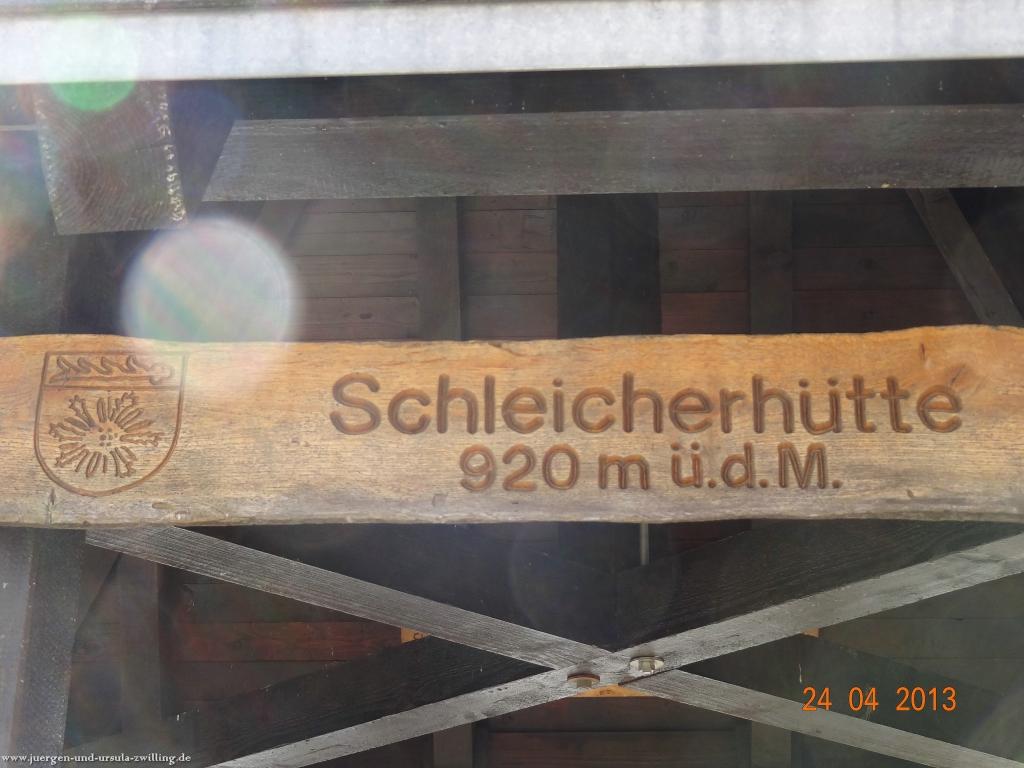 Schleicherhütte
920 m ü.d.M.
24 04 2013
www.juergen-und-ursula-zwilling.de